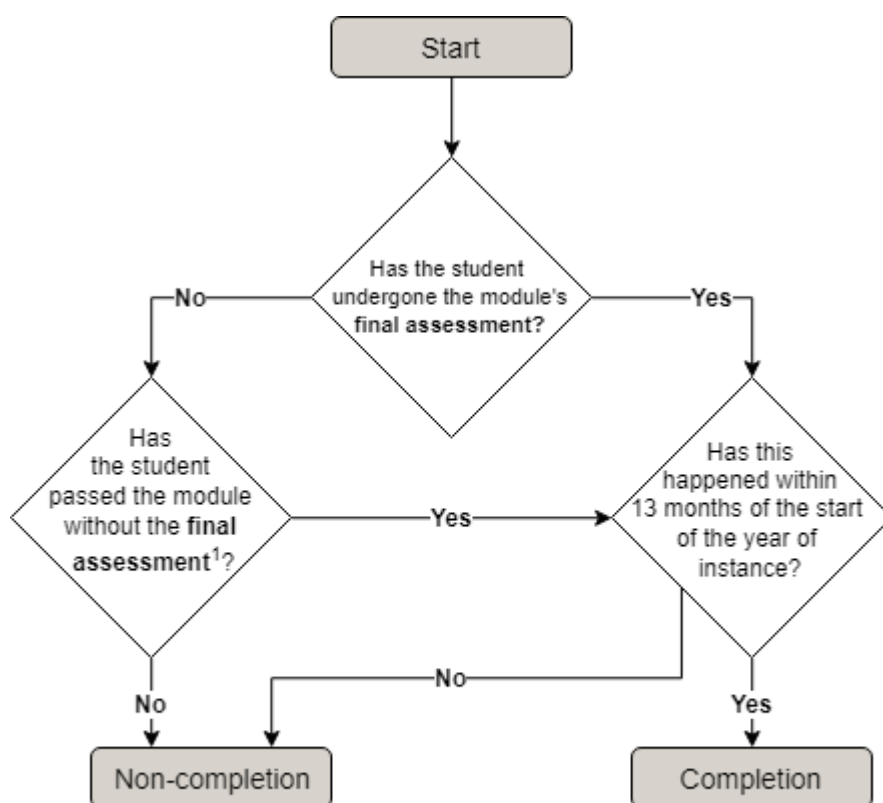 Start
Has the student
undergone the module's
final assessment?
No
Yes
Has
the student
passed the module
without the final
assessment¹?
Yes
Has this
happened within
13 months of the start
of the year of
instance?
No
No
Yes
Non-completion
Completion